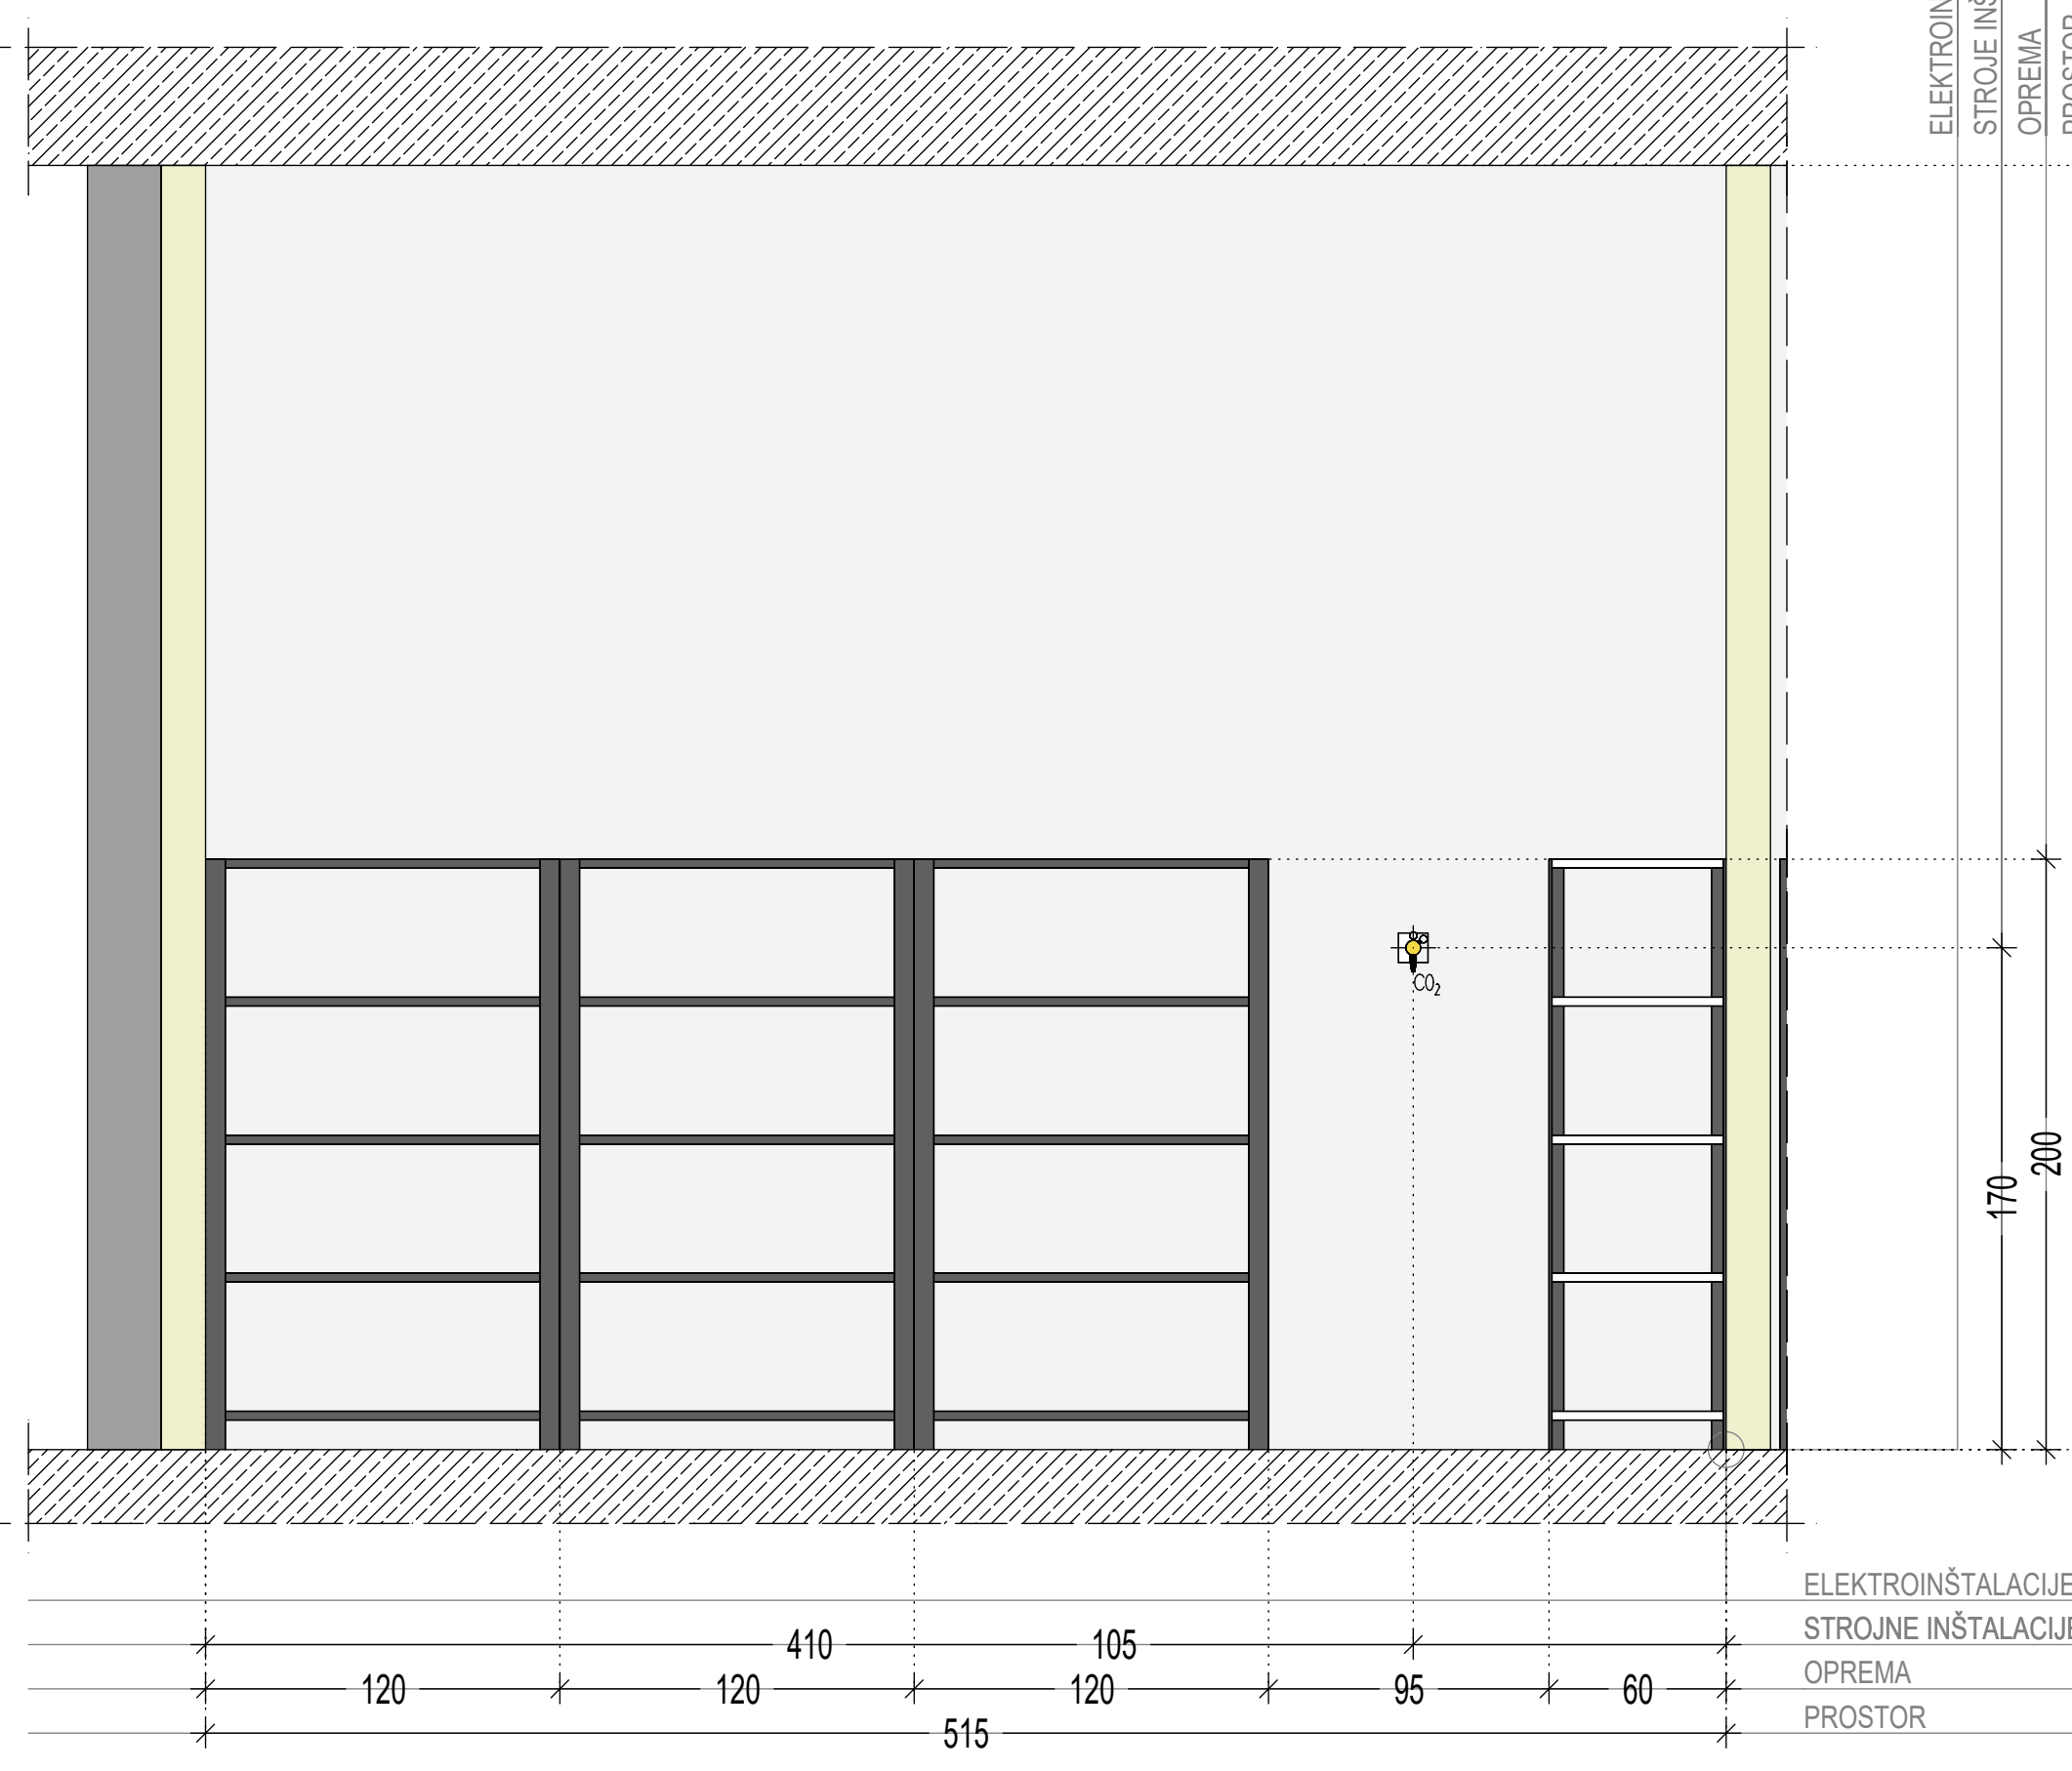 ELEKTROIN
STROJE INŠ
OPREMA
PROSTOR
CO₂
200
170
ELEKTROINŠTALACIJE
410 105
STROJNE INŠTALACIJE
120 120 120 95 60
OPREMA
515
PROSTOR